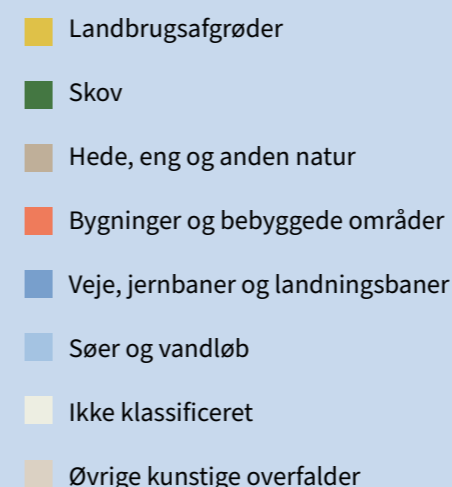 Landbrugsafgrøder
Skov
Hede, eng og anden natur
Bygninger og bebyggede områder
Veje, jernbaner og landningsbaner
Søer og vandløb
Ikke klassificeret
Øvrige kunstige overfalder